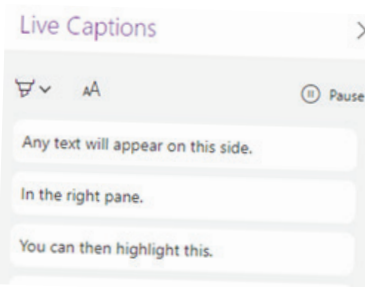 Live Captions
AA
Pause
Any text will appear on this side.
In the right pane.
You can then highlight this.